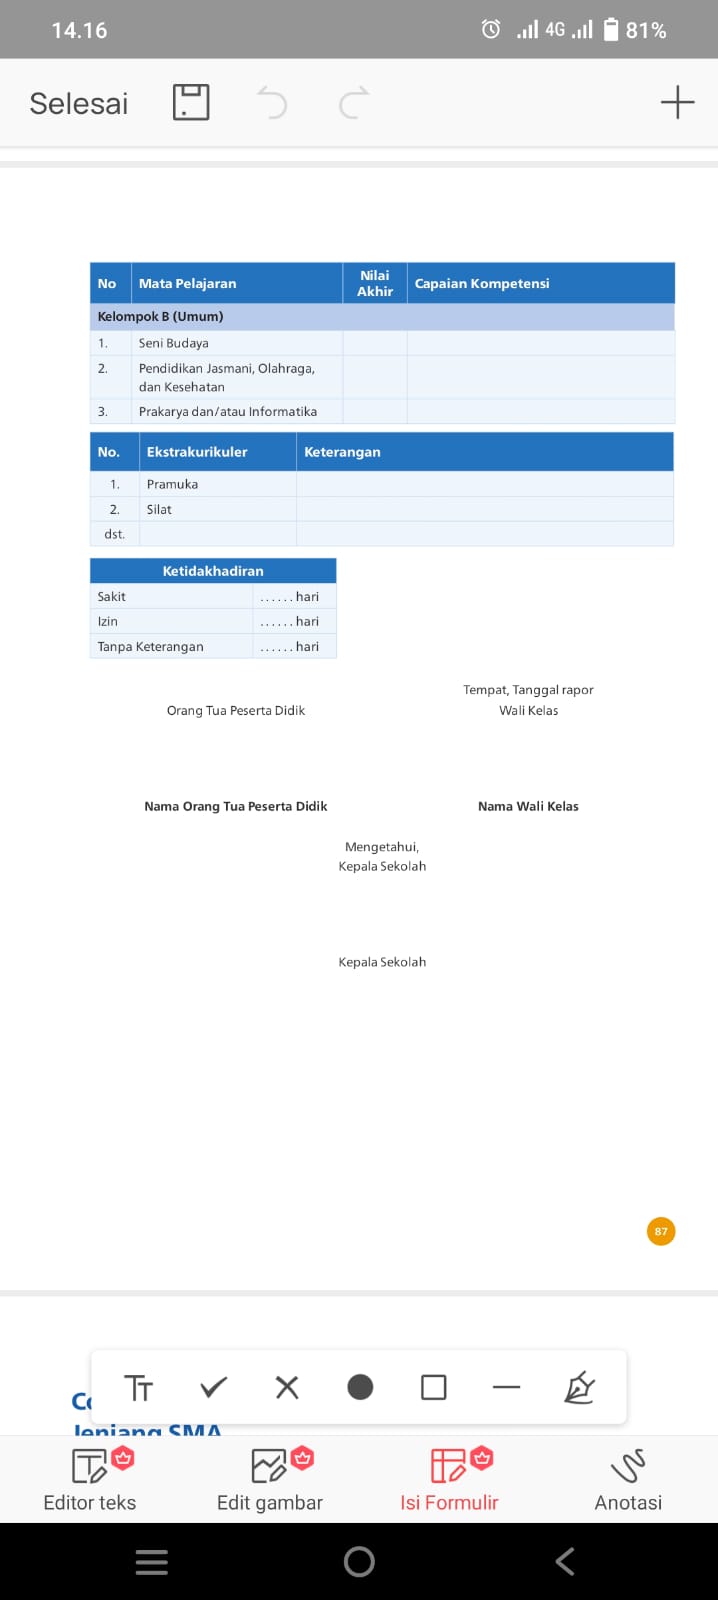 14.16
4G
81%
Selesai
No Mata Pelajaran Nilai Akhir Capaian Kompetensi
Kelompok B (Umum)
1. Seni Budaya
2. Pendidikan Jasmani, Olahraga,
dan Kesehatan
3. Prakarya dan/atau Informatika
No. Ekstrakurikuler Keterangan
1. Pramuka
2. Silat
dst.
Ketidakhadiran
Sakit ...... hari
Izin ...... hari
Tanpa Keterangan ...... hari
Tempat, Tanggal rapor
Orang Tua Peserta Didik Wali Kelas
Nama Orang Tua Peserta Didik Nama Wali Kelas
Mengetahui,
Kepala Sekolah
Kepala Sekolah
87
Jenjang SMA
Editor teks Edit gambar Isi Formulir Anotasi